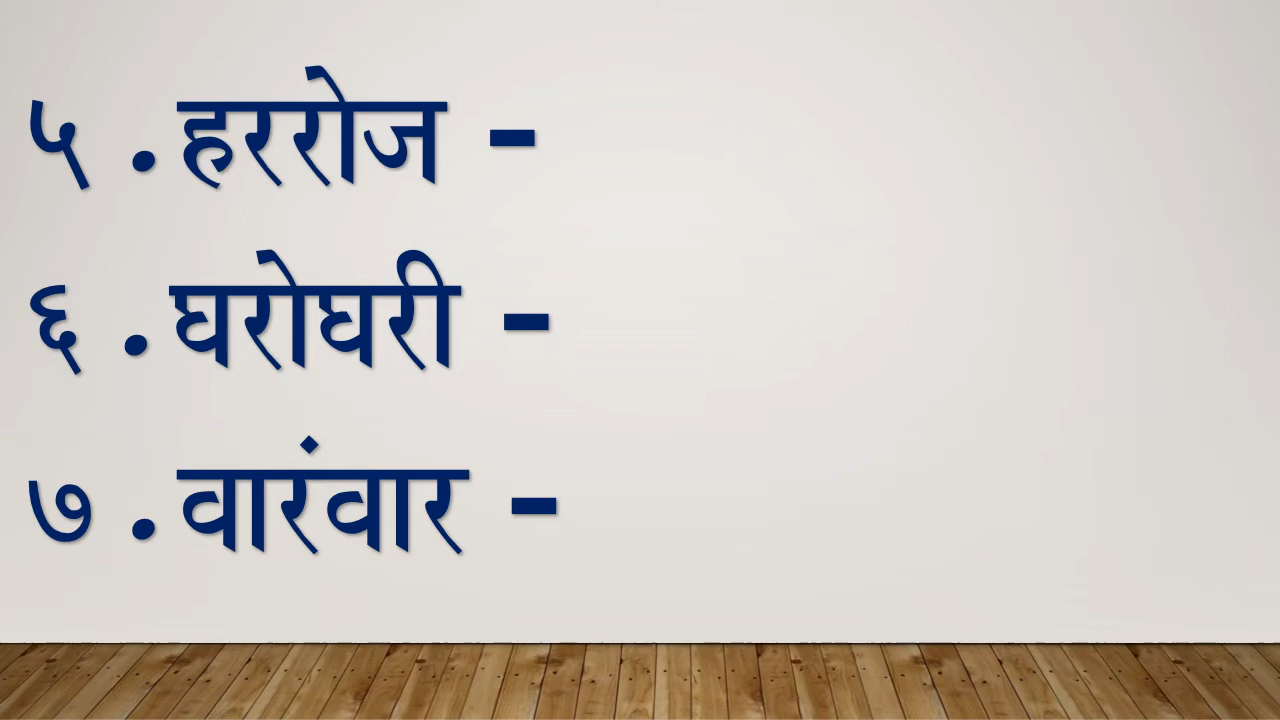 ५ .हररोज -
६ .घरोघरी -
७ .वारंवार -